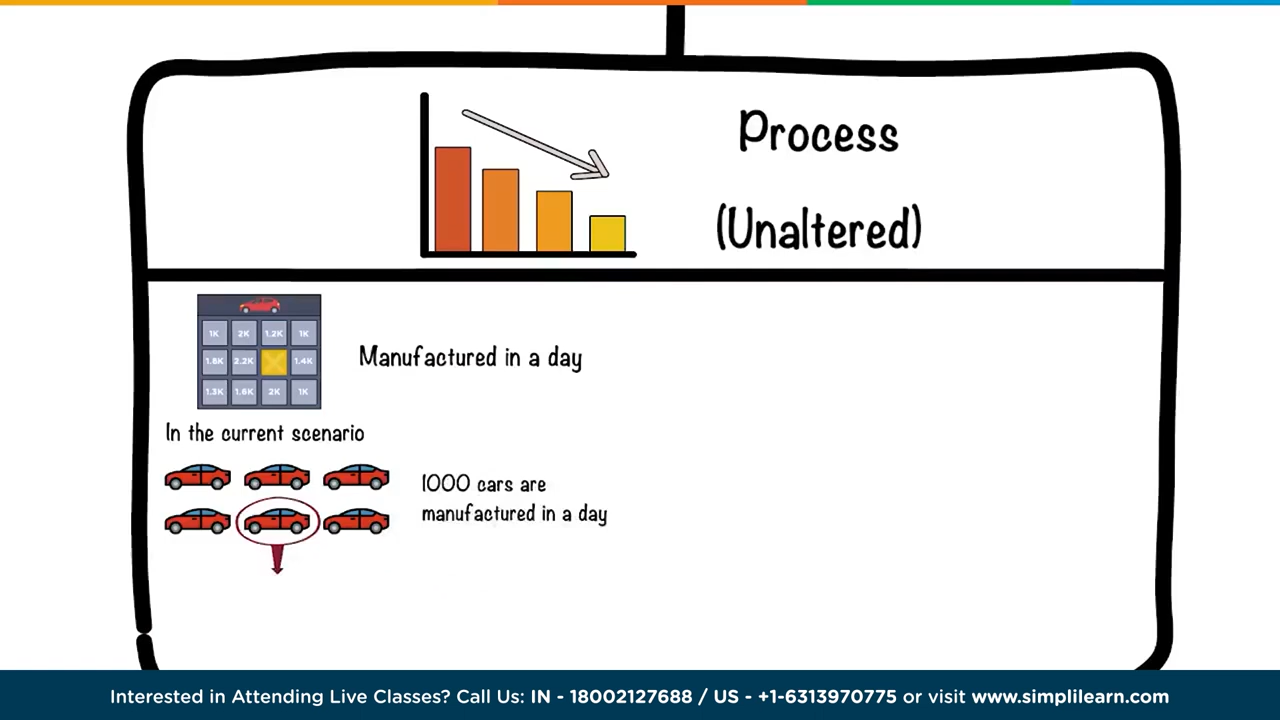 Process
(Unaltered)
1K 2K 1.2K 1K
1.8K 2.2K 1.4K
1.3K 1.6K 2K 1K
Manufactured in a day
In the current scenario
1000 cars are
manufactured in a day
Interested in Attending Live Classes? Call Us: IN - 18002127688 / US - +1-6313970775 or visit www.simplilearn.com